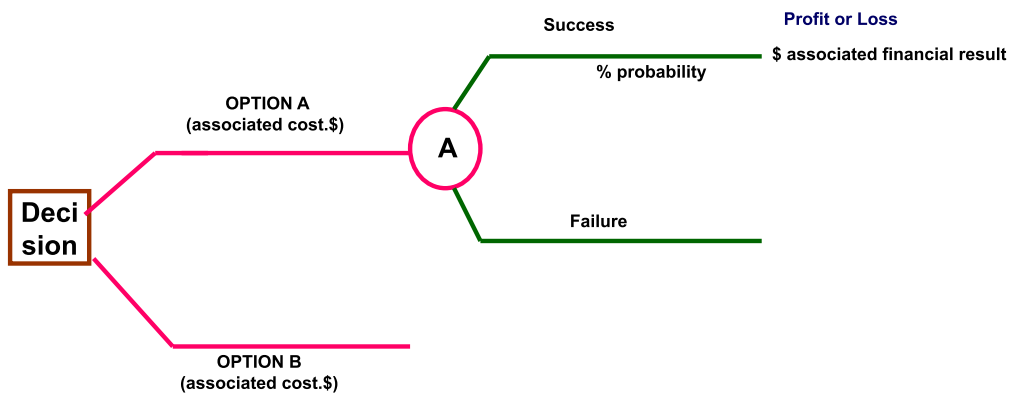 Profit or Loss
Success
$ associated financial result
% probability
OPTION A
(associated cost.$)
A
Deci
sion
Failure
OPTION B
(associated cost.$)